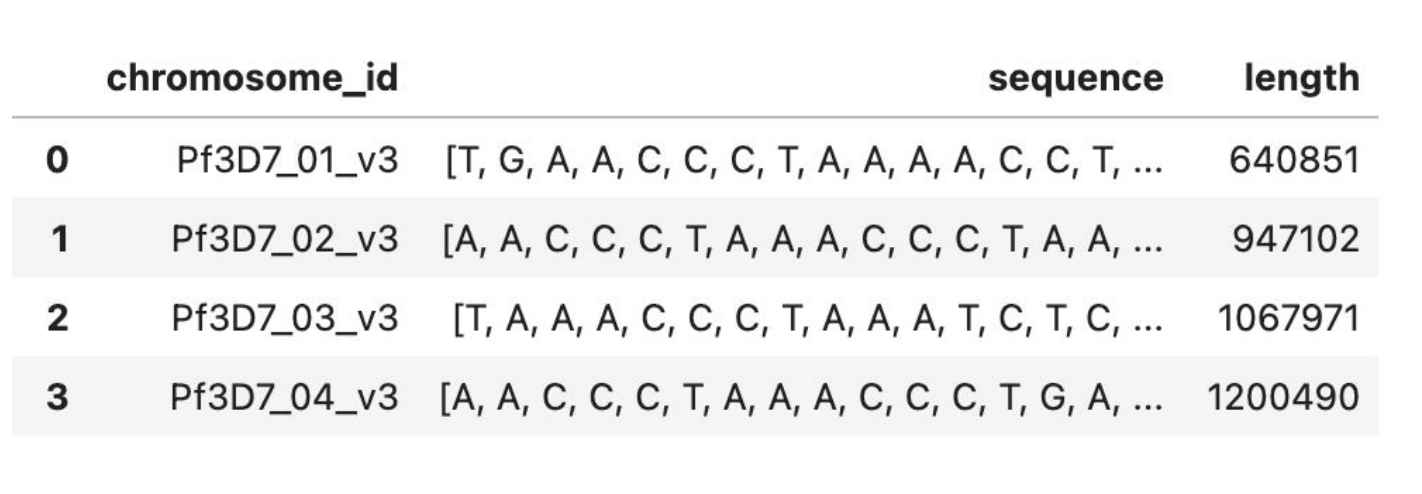 chromosome_id sequence length
0 Pf3D7_01_v3 [T, G, A, A, C, C, C, T, A, A, A, A, C, C, T, ... 640851
1 Pf3D7_02_v3 [A, A, C, C, C, T, A, A, A, C, C, C, T, A, A, ... 947102
2 Pf3D7_03_v3 [T, A, A, A, C, C, C, T, A, A, A, T, C, T, C, ... 1067971
3 Pf3D7_04_v3 [A, A, C, C, C, T, A, A, A, C, C, C, T, G, A, ... 1200490